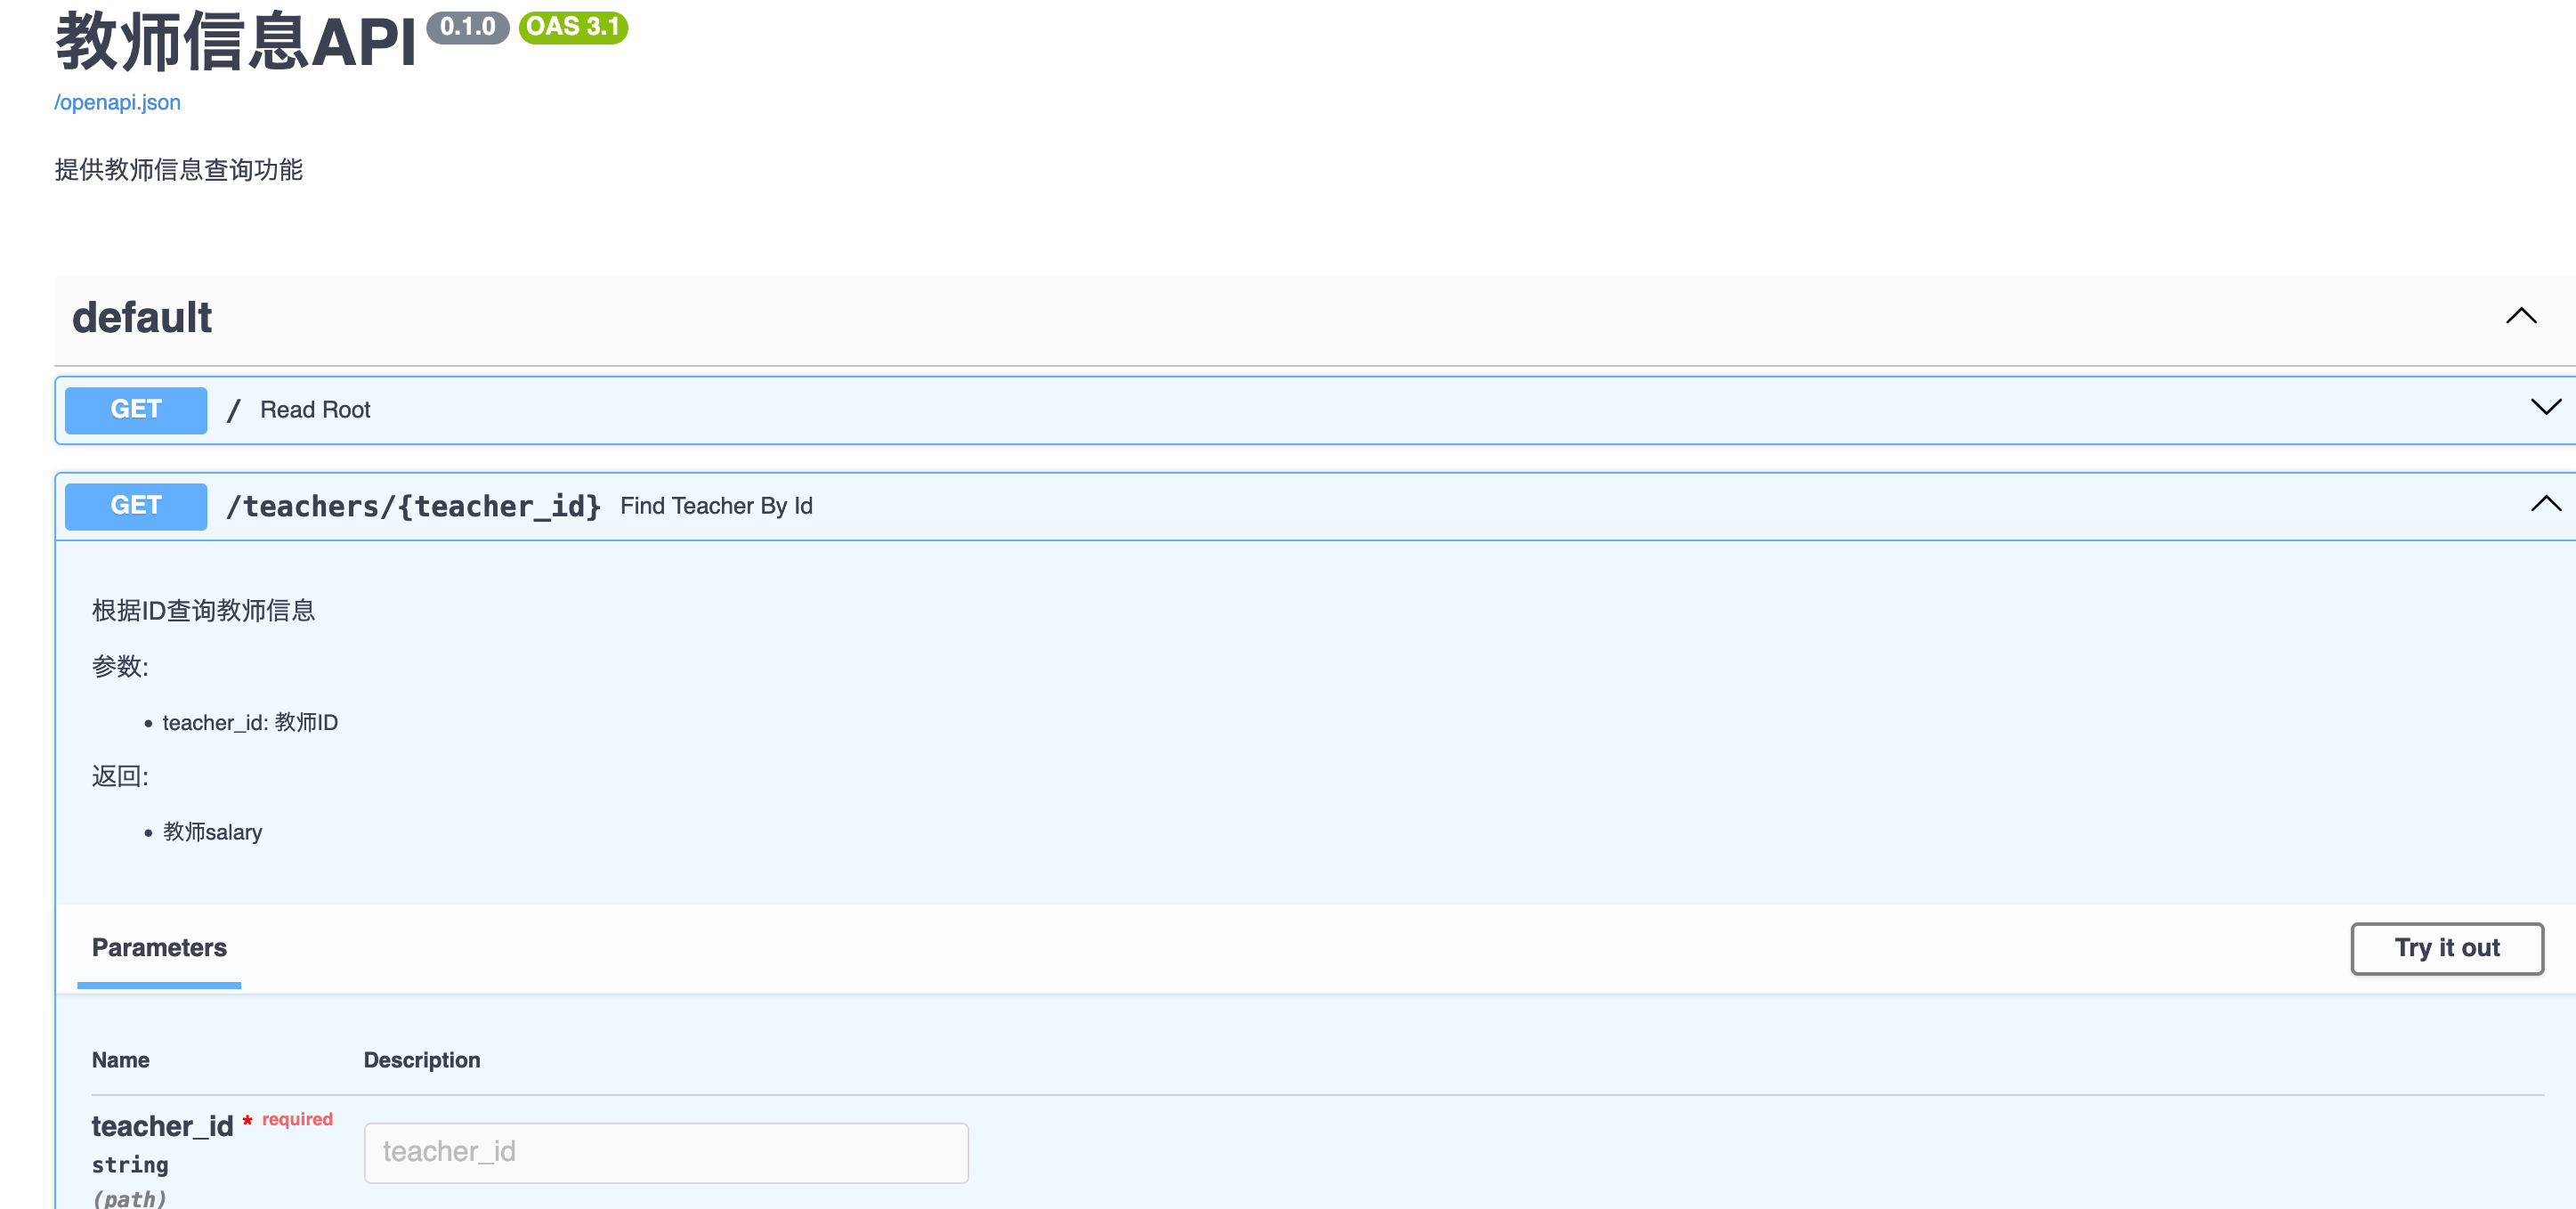 教师信息API 0.1.0 OAS 3.1
/openapi.json
提供教师信息查询功能
default
GET / Read Root
GET /teachers/{teacher_id} Find Teacher By Id
根据ID查询教师信息
参数:
• teacher_id: 教师ID
返回:
• 教师salary
Parameters Try it out
Name Description
teacher_id * required
teacher_id
string
(path)